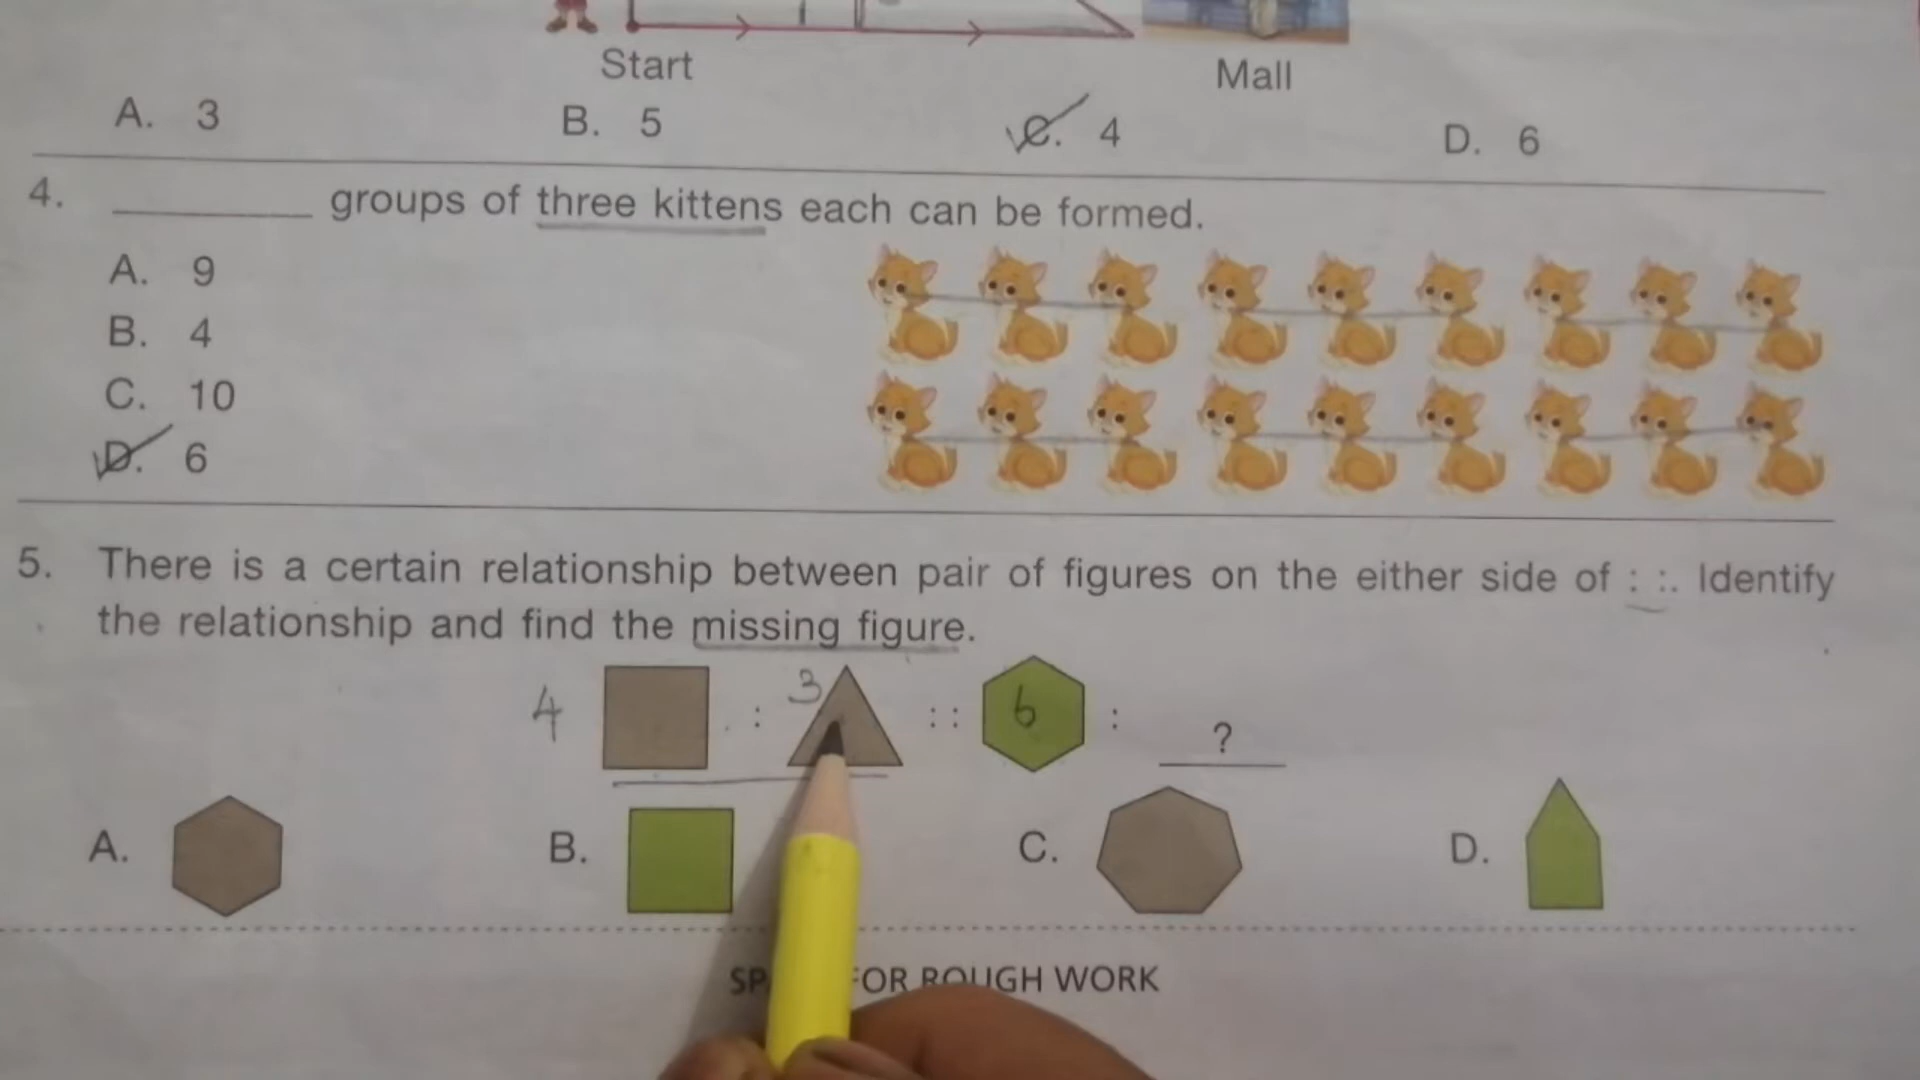 Start
Mall
A. 3
B. 5
C. 4
D. 6
4. ________ groups of three kittens each can be formed.
A. 9
B. 4
C. 10
D. 6
5. There is a certain relationship between pair of figures on the either side of : :. Identify
the relationship and find the missing figure.
4 : 3 : : 6 : ?
A.
B.
C.
D.
FOR ROUGH WORK